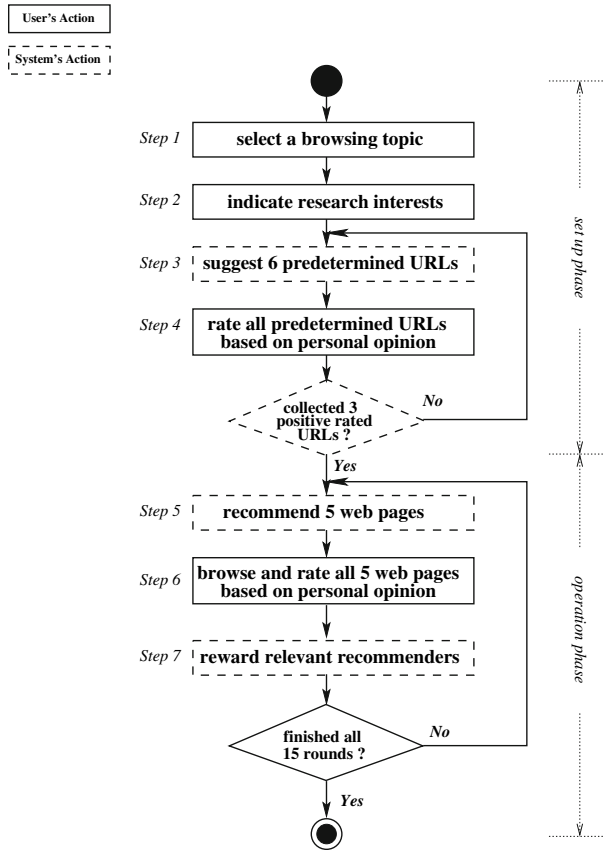 User's Action
System's Action
Step 1
select a browsing topic
Step 2
indicate research interests
Step 3
suggest 6 predetermined URLs
Step 4
rate all predetermined URLs
based on personal opinion
collected 3
positive rated
URLs ?
No
Yes
set up phase
Step 5
recommend 5 web pages
Step 6
browse and rate all 5 web pages
based on personal opinion
Step 7
reward relevant recommenders
finished all
15 rounds ?
No
Yes
operation phase